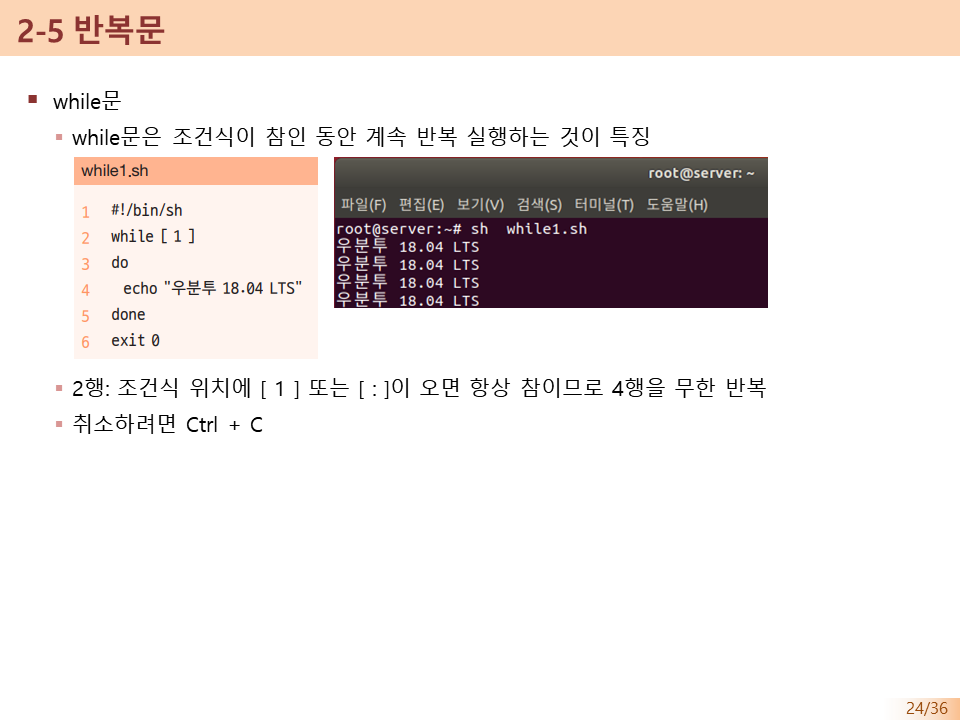 2-5 반복문
while문
while문은 조건식이 참인 동안 계속 반복 실행하는 것이 특징
while1.sh
1 #!/bin/sh
2 while [ 1 ]
3 do
4 echo "우분투 18.04 LTS"
5 done
6 exit 0
root@server: ~
파일(F) 편집(E) 보기(V) 검색(S) 터미널(T) 도움말(H)
root@server:~# sh while1.sh
우분투 18.04 LTS
우분투 18.04 LTS
우분투 18.04 LTS
우분투 18.04 LTS
2행: 조건식 위치에 [ 1 ] 또는 [ : ]이 오면 항상 참이므로 4행을 무한 반복
취소하려면 Ctrl + C
24/36